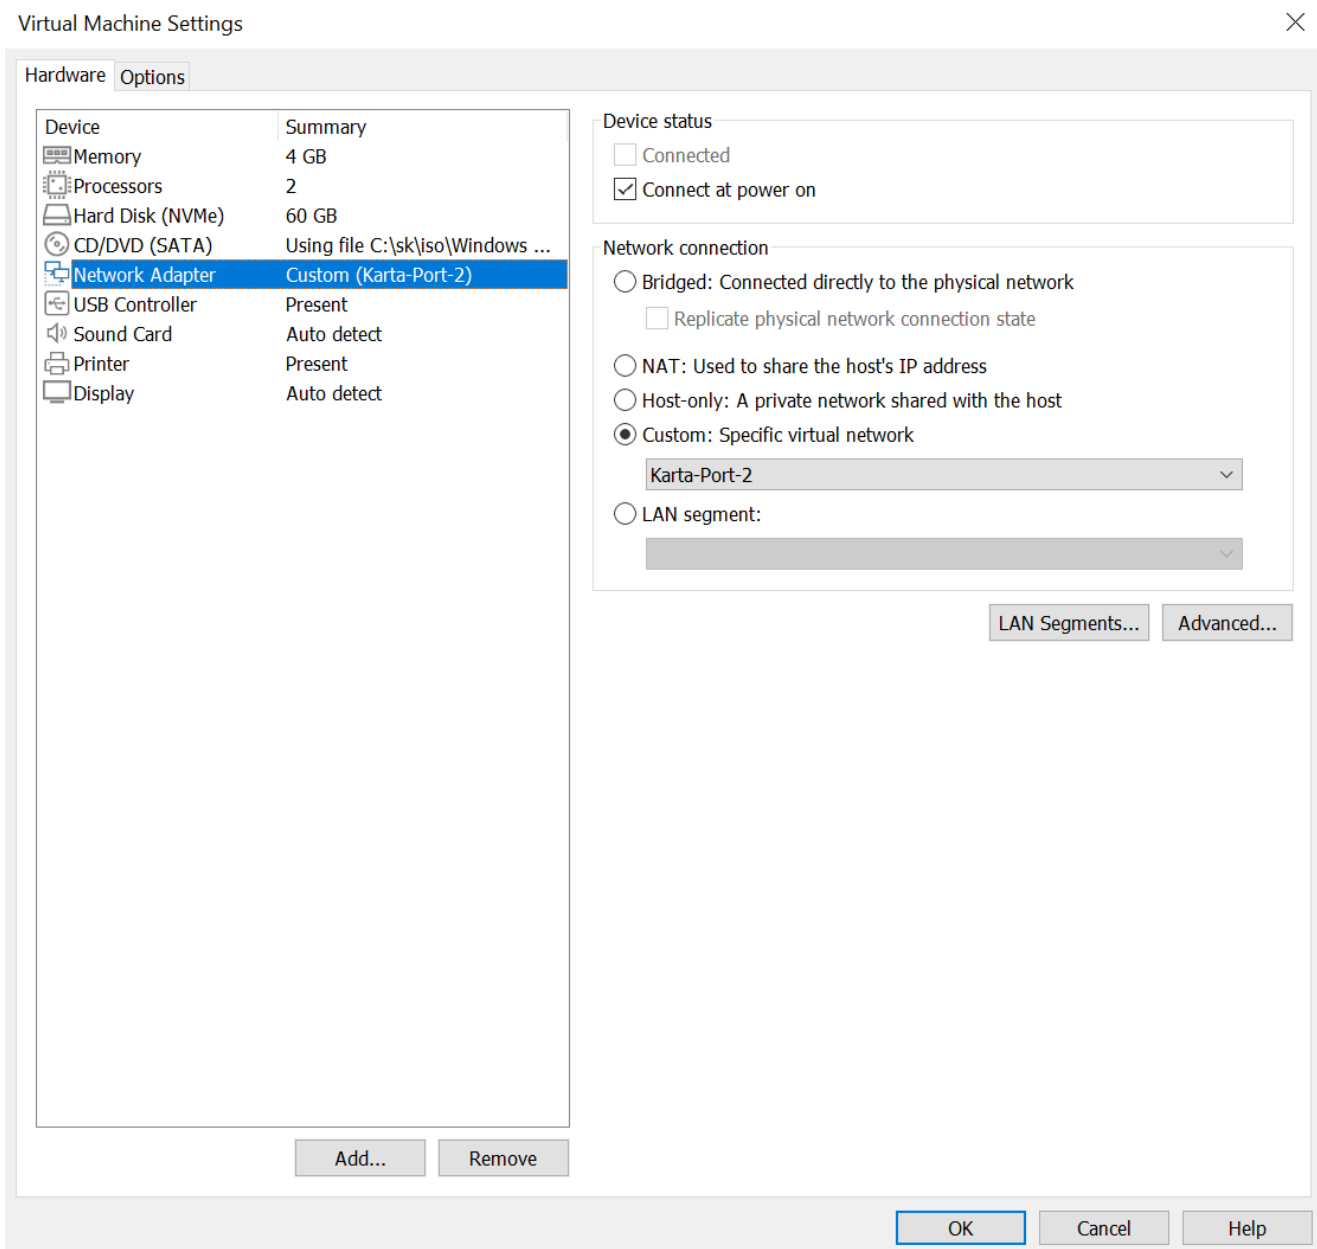 Virtual Machine Settings
Hardware Options
Device Summary
Memory 4 GB
Processors 2
Hard Disk (NVMe) 60 GB
CD/DVD (SATA) Using file C:\sk\iso\Windows ...
Network Adapter Custom (Karta-Port-2)
USB Controller Present
Sound Card Auto detect
Printer Present
Display Auto detect
Add... Remove
Device status
Connected
Connect at power on
Network connection
Bridged: Connected directly to the physical network
Replicate physical network connection state
NAT: Used to share the host's IP address
Host-only: A private network shared with the host
Custom: Specific virtual network
Karta-Port-2
LAN segment:
LAN Segments... Advanced...
OK Cancel Help